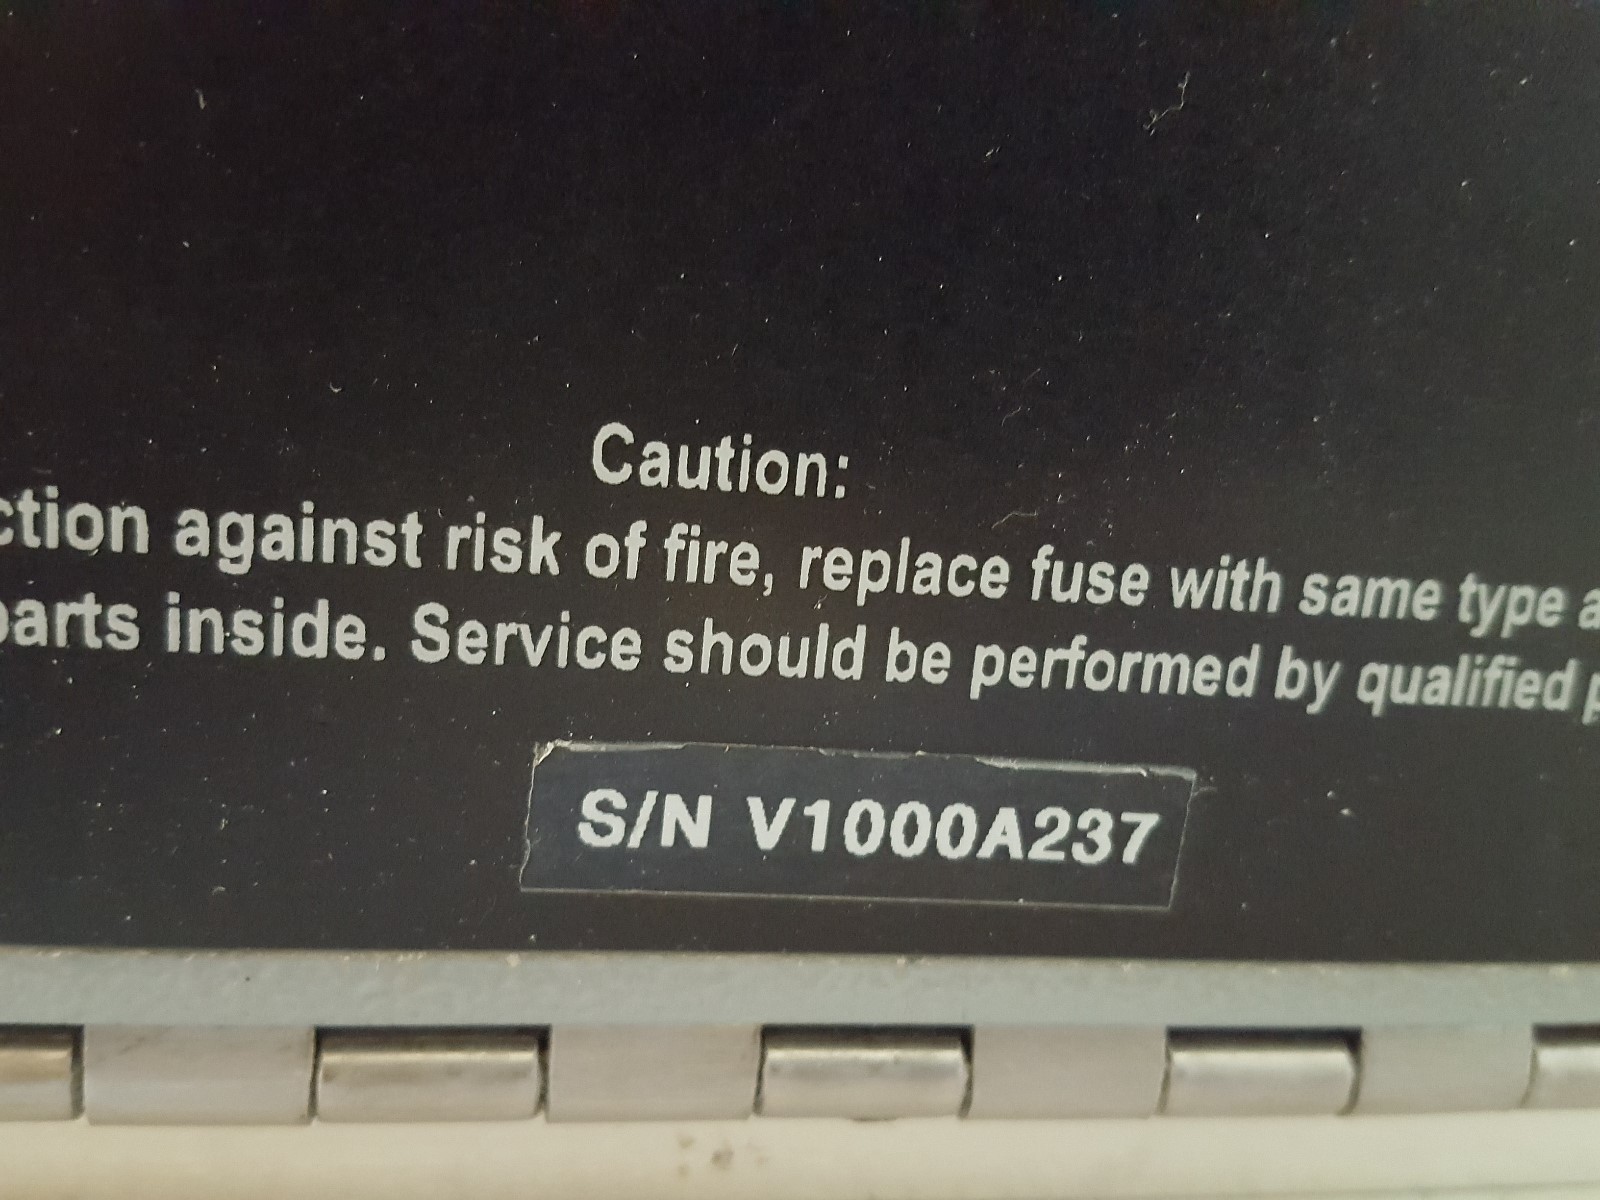 Caution:
ction against risk of fire, replace fuse with same type a
parts inside. Service should be performed by qualified p
S/N V1000A237